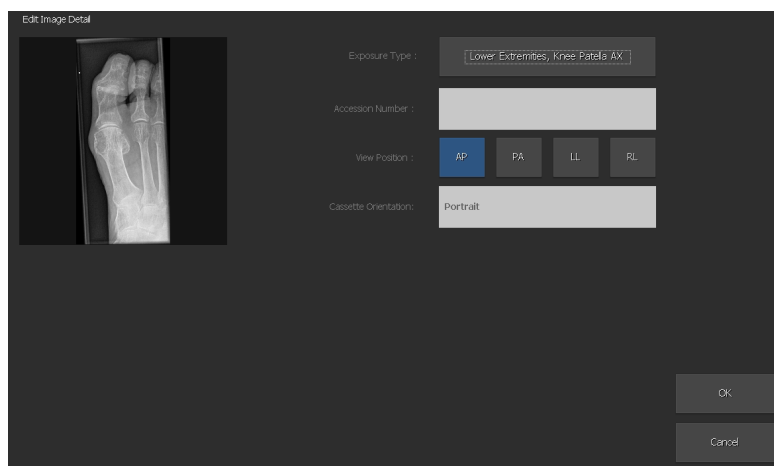 Edit Image Detail
Exposure Type :
Lower Extremities, Knee Patella AX
Accession Number :
View Position :
AP
PA
LL
RL
Cassette Orientation:
Portrait
OK
Cancel